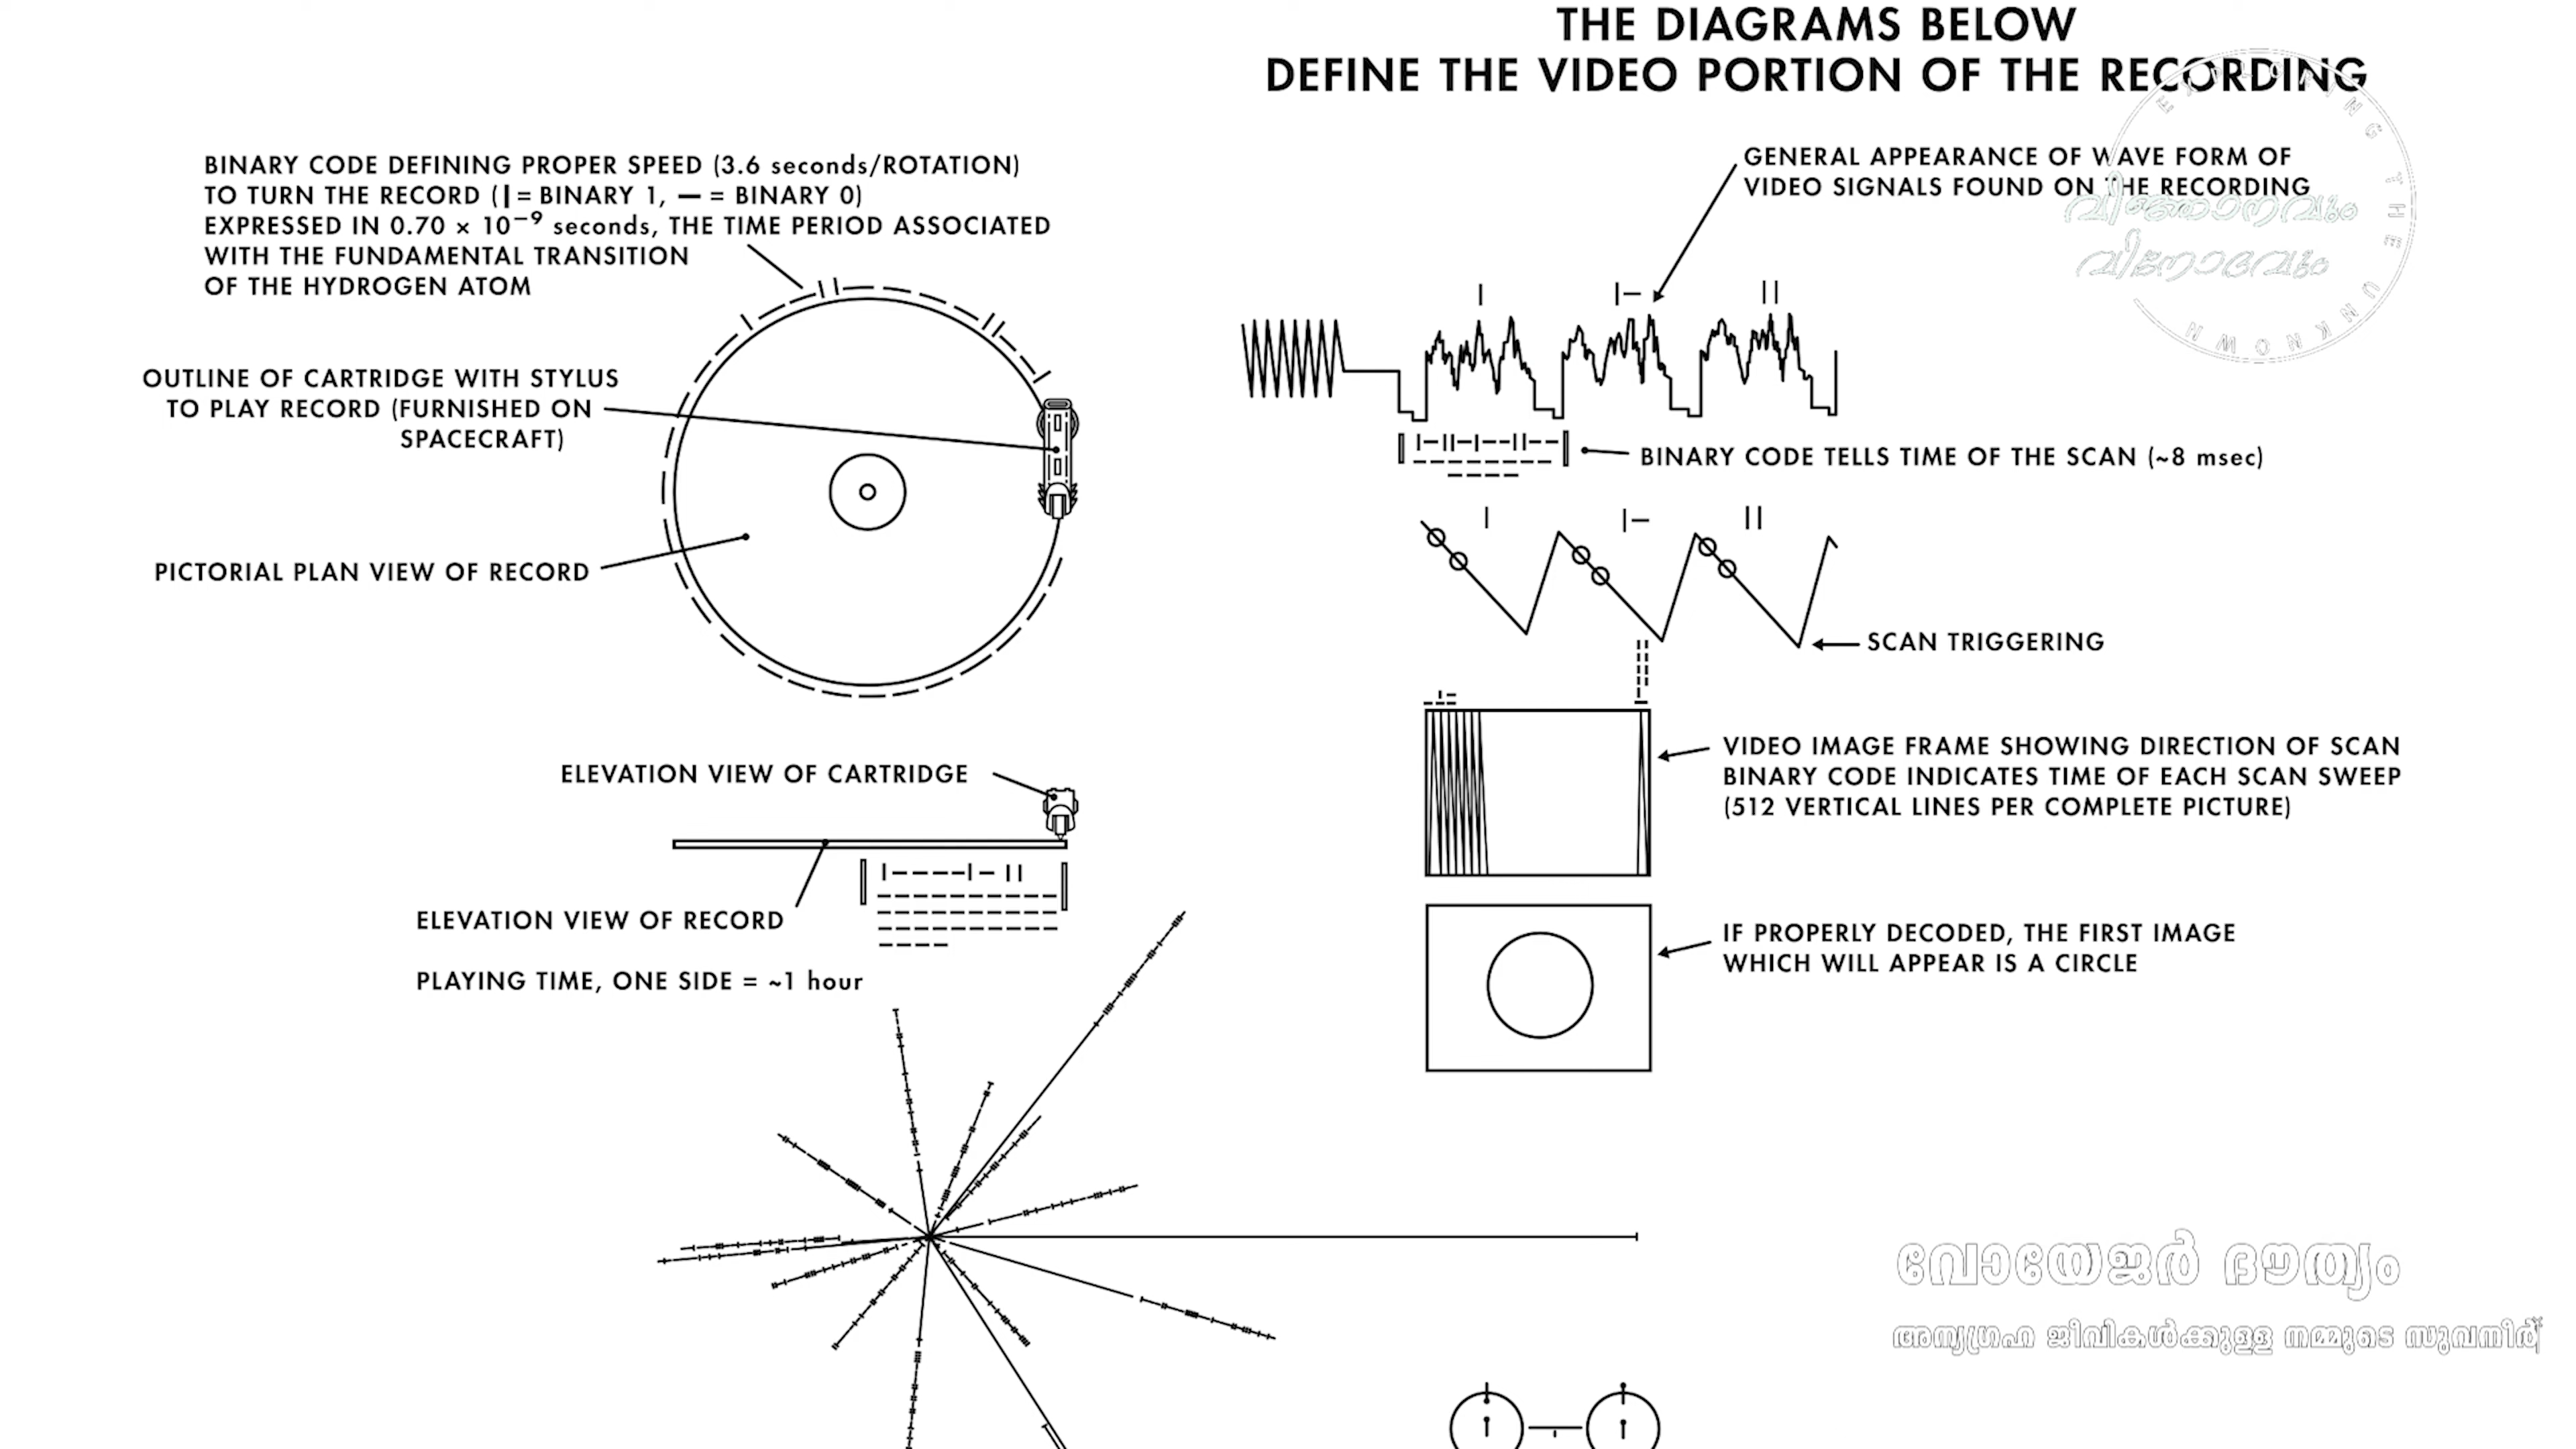 THE DIAGRAMS BELOW
DEFINE THE VIDEO PORTION OF THE RECORDING
BINARY CODE DEFINING PROPER SPEED (3.6 seconds/ROTATION)
TO TURN THE RECORD (| = BINARY 1, — = BINARY 0)
EXPRESSED IN 0.70 × 10⁻⁹ seconds, THE TIME PERIOD ASSOCIATED
WITH THE FUNDAMENTAL TRANSITION
OF THE HYDROGEN ATOM
OUTLINE OF CARTRIDGE WITH STYLUS
TO PLAY RECORD (FURNISHED ON
SPACECRAFT)
PICTORIAL PLAN VIEW OF RECORD
ELEVATION VIEW OF CARTRIDGE
ELEVATION VIEW OF RECORD
PLAYING TIME, ONE SIDE = ~1 hour
GENERAL APPEARANCE OF WAVE FORM OF
VIDEO SIGNALS FOUND ON THE RECORDING
EXPLORING THE UNKNOWN
വിജ്ഞാനവും
വിനോദവും
BINARY CODE TELLS TIME OF THE SCAN (~8 msec)
SCAN TRIGGERING
VIDEO IMAGE FRAME SHOWING DIRECTION OF SCAN
BINARY CODE INDICATES TIME OF EACH SCAN SWEEP
(512 VERTICAL LINES PER COMPLETE PICTURE)
IF PROPERLY DECODED, THE FIRST IMAGE
WHICH WILL APPEAR IS A CIRCLE
വോയേജർ ദൗത്യം
അന്യഗ്രഹ ജീവികൾക്കുള്ള നമ്മുടെ സുവനീര്